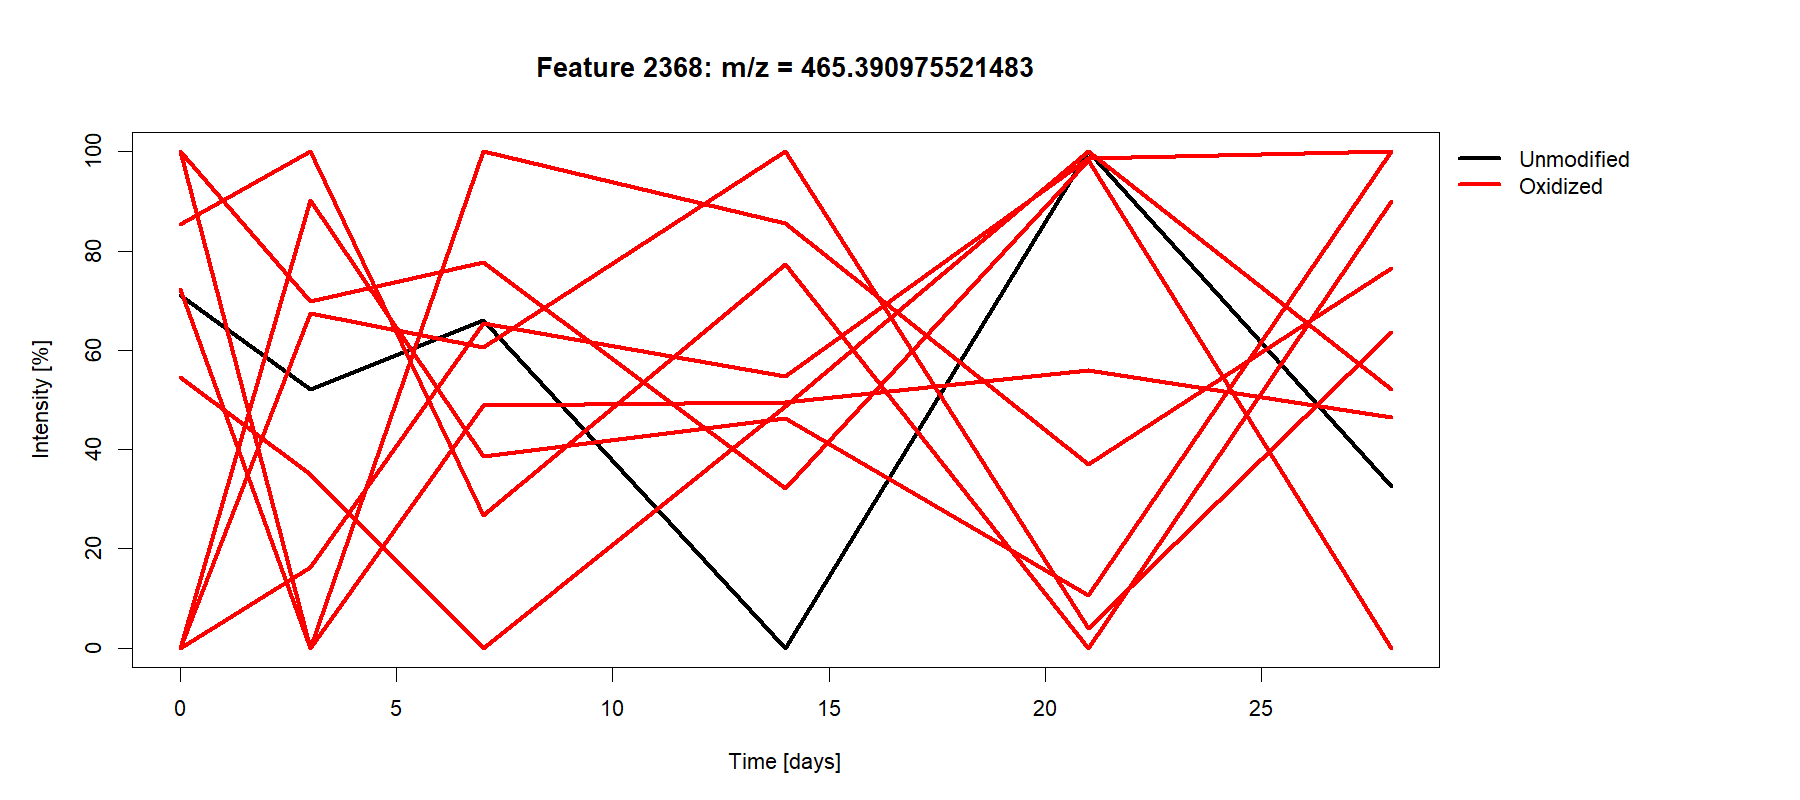 Feature 2368: m/z = 465.390975521483
Unmodified
Oxidized
Intensity [%]
100
80
60
40
20
0
0 5 10 15 20 25
Time [days]